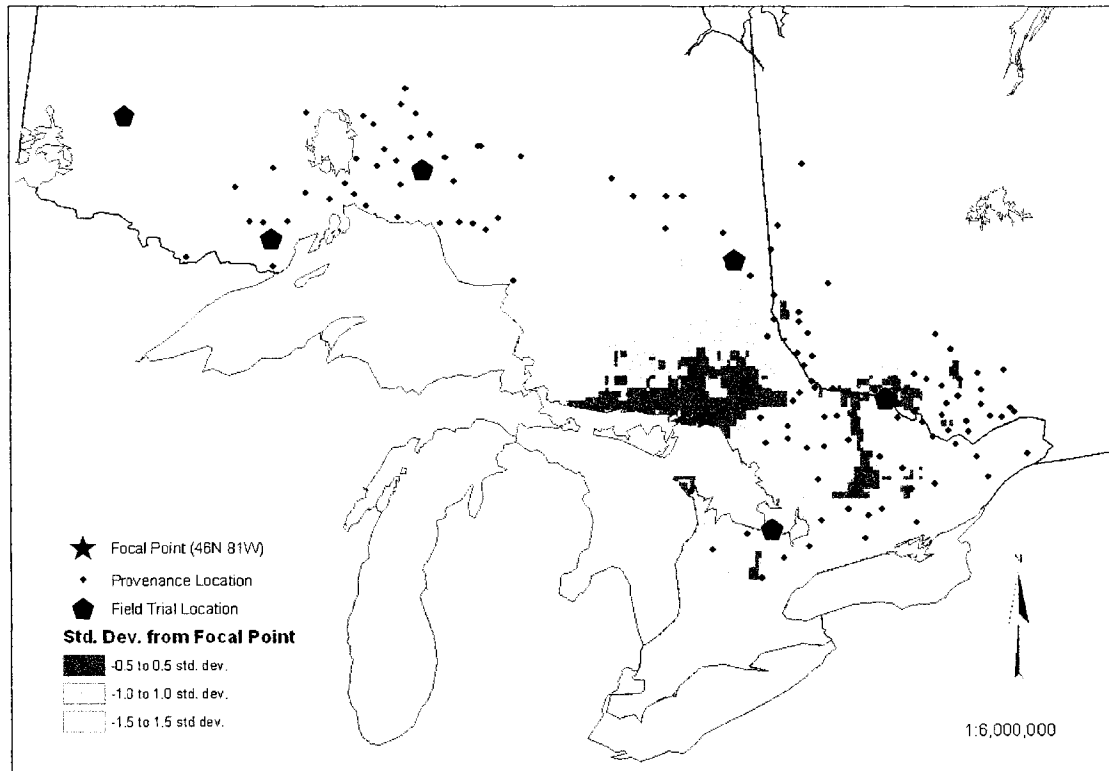 Focal Point (46N 81W)
Provenance Location
Field Trial Location
Std. Dev. from Focal Point
-0.5 to 0.5 std. dev.
-1.0 to 1.0 std. dev.
-1.5 to 1.5 std dev.
N
1:6,000,000